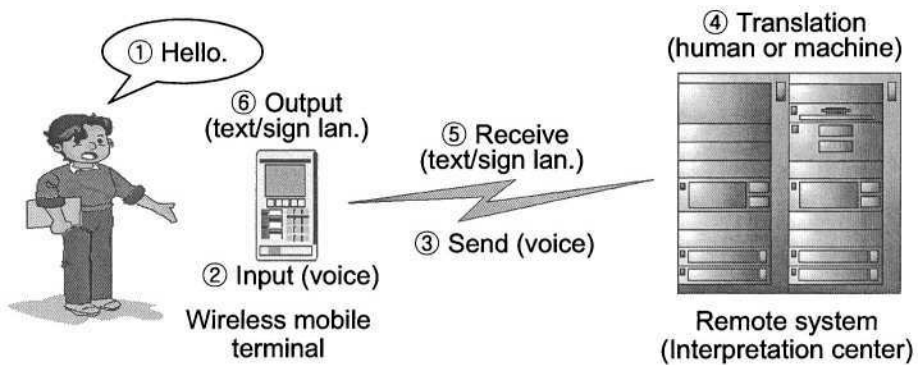 ① Hello.
⑥ Output
(text/sign lan.)
② Input (voice)
Wireless mobile
terminal
⑤ Receive
(text/sign lan.)
③ Send (voice)
④ Translation
(human or machine)
Remote system
(Interpretation center)